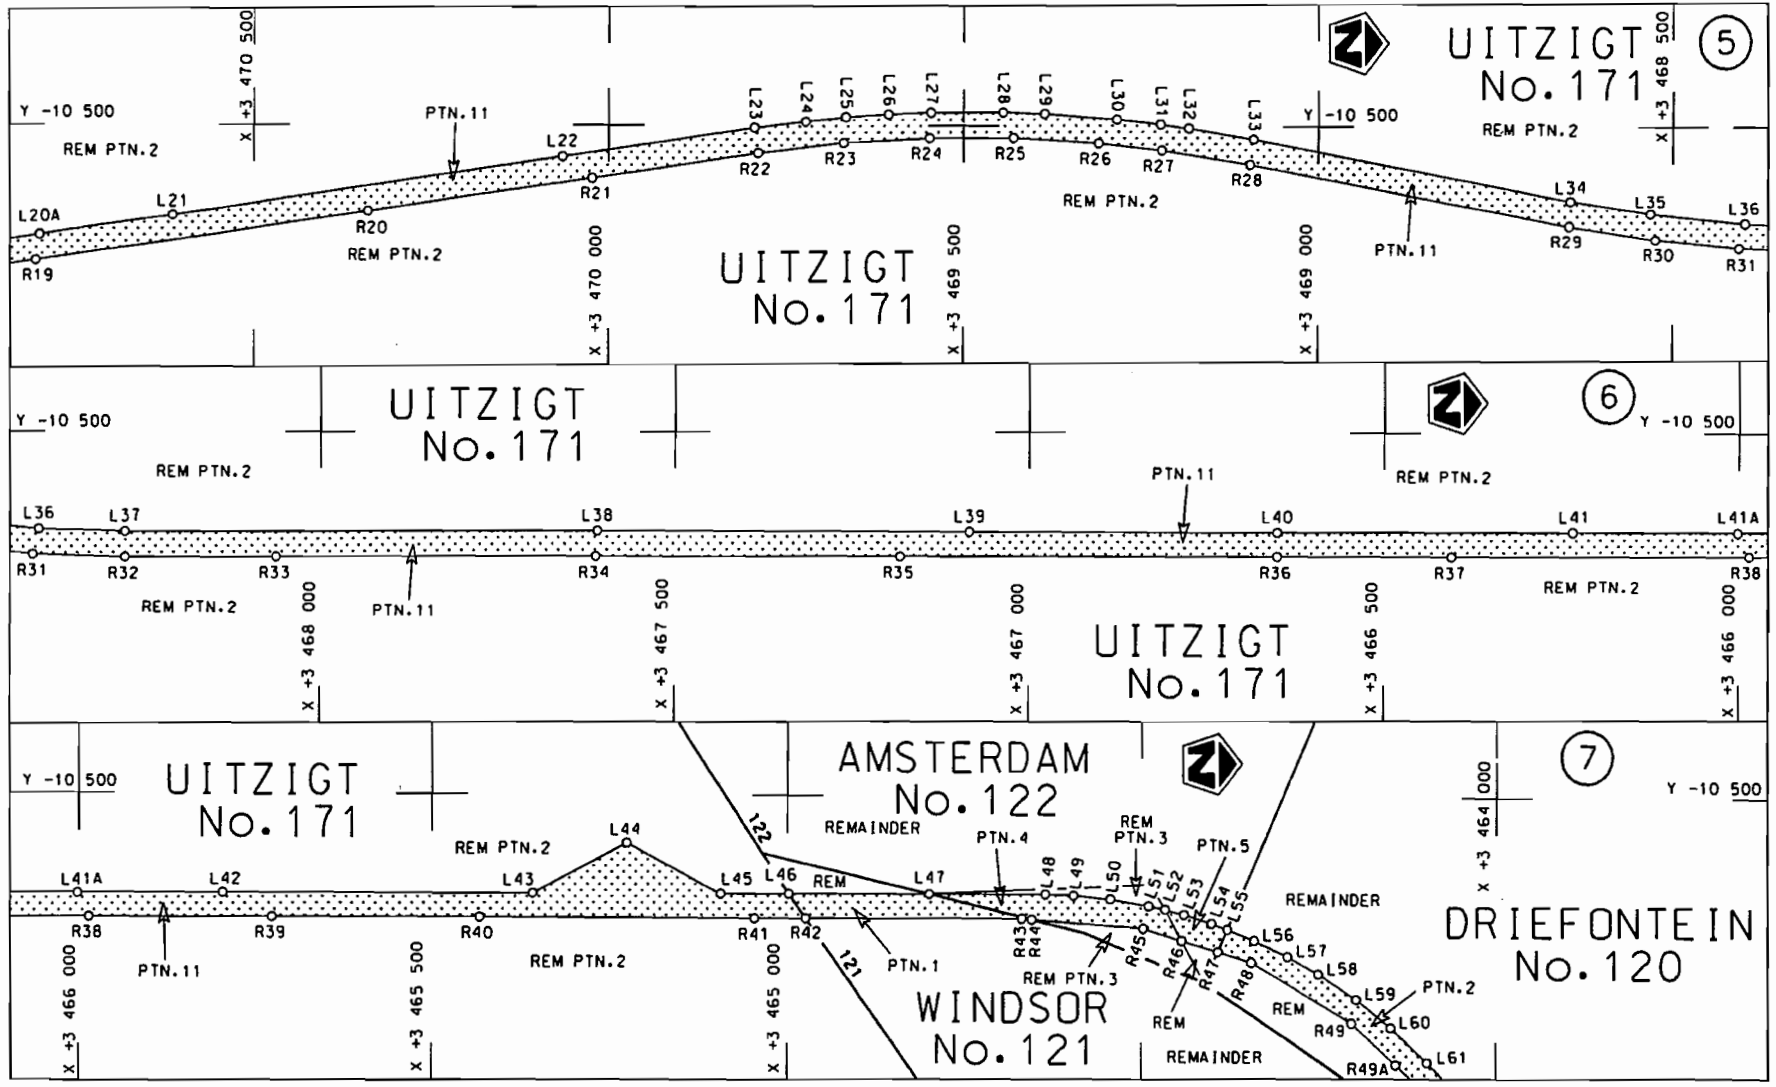 X +3 470 500
UITZIGT
No.171
X +3 468 500
5
Z
Y -10 500
REM PTN.2
PTN.11
L20A
L21
L22
L23
L24
L25
L26
L27
L28
L29
L30
L31
L32
L33
Y -10 500
REM PTN.2
L34
L35
L36
R19
R20
R21
R22
R23
R24
R25
R26
R27
R28
R29
R30
R31
REM PTN.2
REM PTN.2
PTN.11
UITZIGT
No.171
X +3 470 000
X +3 469 500
X +3 469 000
UITZIGT
No.171
Z
6
Y -10 500
Y -10 500
REM PTN.2
PTN.11
REM PTN.2
L36
L37
L38
L39
L40
L41
L41A
R31
R32
R33
R34
R35
R36
R37
R38
REM PTN.2
PTN.11
REM PTN.2
X +3 468 000
X +3 467 500
X +3 467 000
X +3 466 500
X +3 466 000
UITZIGT
No.171
UITZIGT
No.171
AMSTERDAM
No.122
Z
7
Y -10 500
Y -10 500
X +3 464 000
REM PTN.2
122
REMAINDER
PTN.4
REM
PTN.3
PTN.5
REMAINDER
L41A
L42
L43
L44
L45
L46
REM
L47
L48
L49
L50
L51
L52
L53
L54
L55
L56
L57
L58
L59
L60
L61
R38
R39
R40
R41
R42
R43
R44
R45
R46
R47
R48
R49
R49A
PTN.11
REM PTN.2
121
PTN.1
REM PTN.3
REM
REM
PTN.2
REMAINDER
DRIEFONTEIN
No.120
WINDSOR
No.121
X +3 466 000
X +3 465 500
X +3 465 000